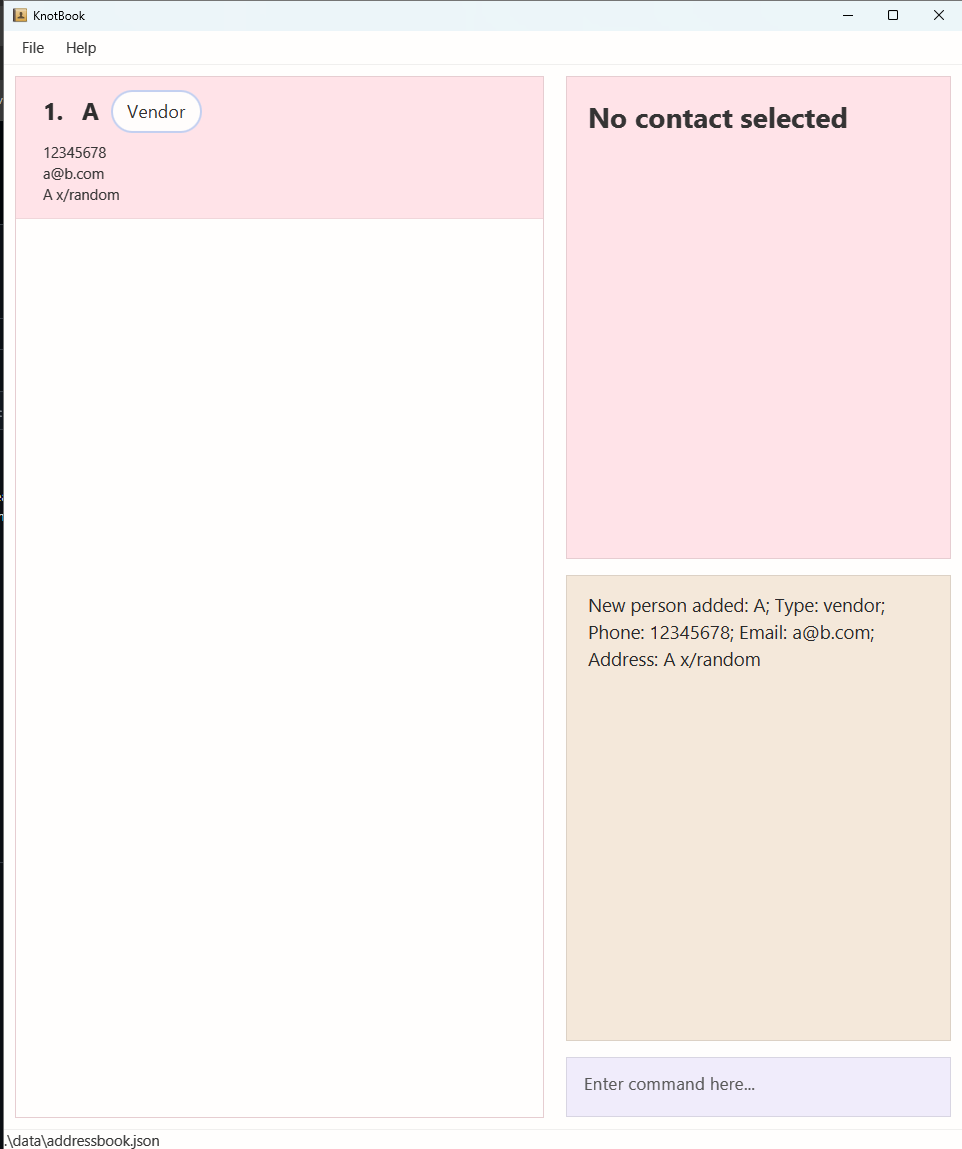 KnotBook
File Help
1. A Vendor
12345678
a@b.com
A x/random
No contact selected
New person added: A; Type: vendor;
Phone: 12345678; Email: a@b.com;
Address: A x/random
Enter command here...
.\data\addressbook.json